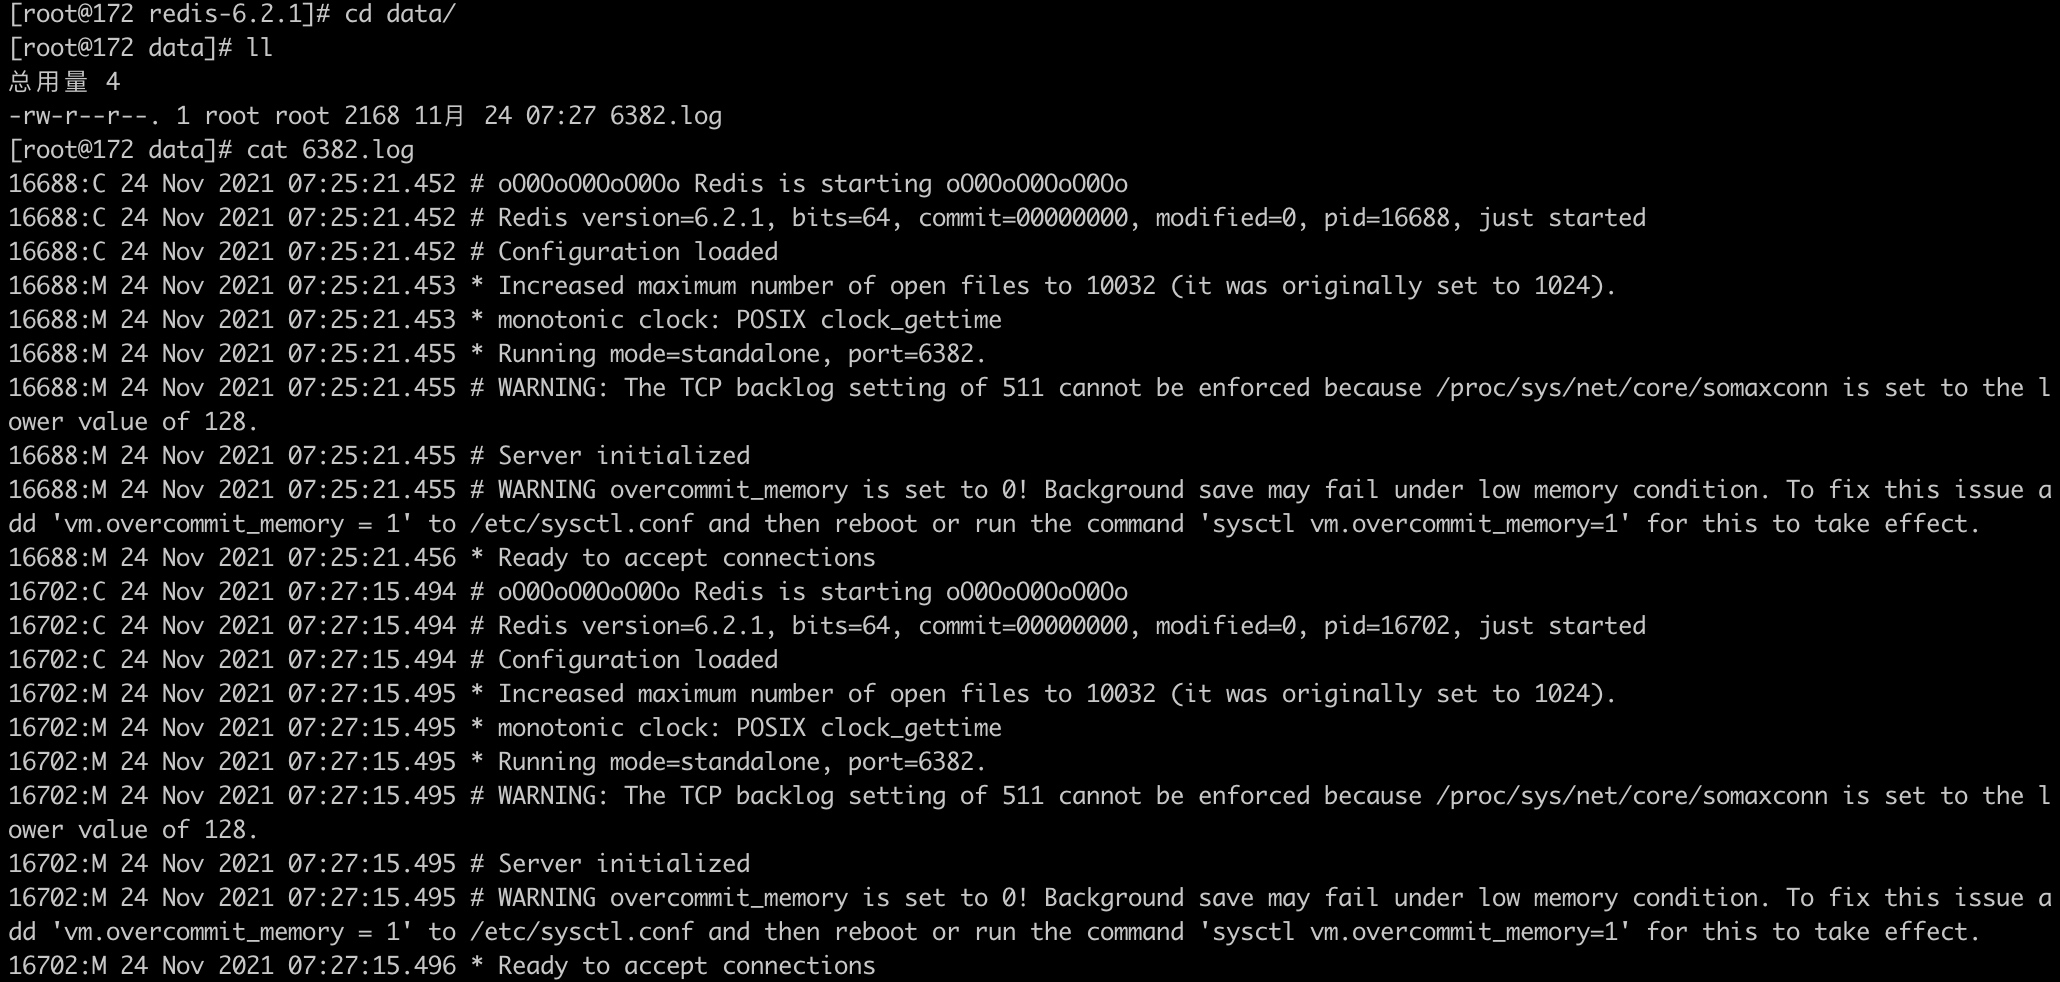 [root@172 redis-6.2.1]# cd data/
[root@172 data]# ll
总用量 4
-rw-r--r--. 1 root root 2168 11月 24 07:27 6382.log
[root@172 data]# cat 6382.log
16688:C 24 Nov 2021 07:25:21.452 # oO0OoO0OoO0Oo Redis is starting oO0OoO0OoO0Oo
16688:C 24 Nov 2021 07:25:21.452 # Redis version=6.2.1, bits=64, commit=00000000, modified=0, pid=16688, just started
16688:C 24 Nov 2021 07:25:21.452 # Configuration loaded
16688:M 24 Nov 2021 07:25:21.453 * Increased maximum number of open files to 10032 (it was originally set to 1024).
16688:M 24 Nov 2021 07:25:21.453 * monotonic clock: POSIX clock_gettime
16688:M 24 Nov 2021 07:25:21.455 * Running mode=standalone, port=6382.
16688:M 24 Nov 2021 07:25:21.455 # WARNING: The TCP backlog setting of 511 cannot be enforced because /proc/sys/net/core/somaxconn is set to the l
ower value of 128.
16688:M 24 Nov 2021 07:25:21.455 # Server initialized
16688:M 24 Nov 2021 07:25:21.455 # WARNING overcommit_memory is set to 0! Background save may fail under low memory condition. To fix this issue a
dd 'vm.overcommit_memory = 1' to /etc/sysctl.conf and then reboot or run the command 'sysctl vm.overcommit_memory=1' for this to take effect.
16688:M 24 Nov 2021 07:25:21.456 * Ready to accept connections
16702:C 24 Nov 2021 07:27:15.494 # oO0OoO0OoO0Oo Redis is starting oO0OoO0OoO0Oo
16702:C 24 Nov 2021 07:27:15.494 # Redis version=6.2.1, bits=64, commit=00000000, modified=0, pid=16702, just started
16702:C 24 Nov 2021 07:27:15.494 # Configuration loaded
16702:M 24 Nov 2021 07:27:15.495 * Increased maximum number of open files to 10032 (it was originally set to 1024).
16702:M 24 Nov 2021 07:27:15.495 * monotonic clock: POSIX clock_gettime
16702:M 24 Nov 2021 07:27:15.495 * Running mode=standalone, port=6382.
16702:M 24 Nov 2021 07:27:15.495 # WARNING: The TCP backlog setting of 511 cannot be enforced because /proc/sys/net/core/somaxconn is set to the l
ower value of 128.
16702:M 24 Nov 2021 07:27:15.495 # Server initialized
16702:M 24 Nov 2021 07:27:15.495 # WARNING overcommit_memory is set to 0! Background save may fail under low memory condition. To fix this issue a
dd 'vm.overcommit_memory = 1' to /etc/sysctl.conf and then reboot or run the command 'sysctl vm.overcommit_memory=1' for this to take effect.
16702:M 24 Nov 2021 07:27:15.496 * Ready to accept connections